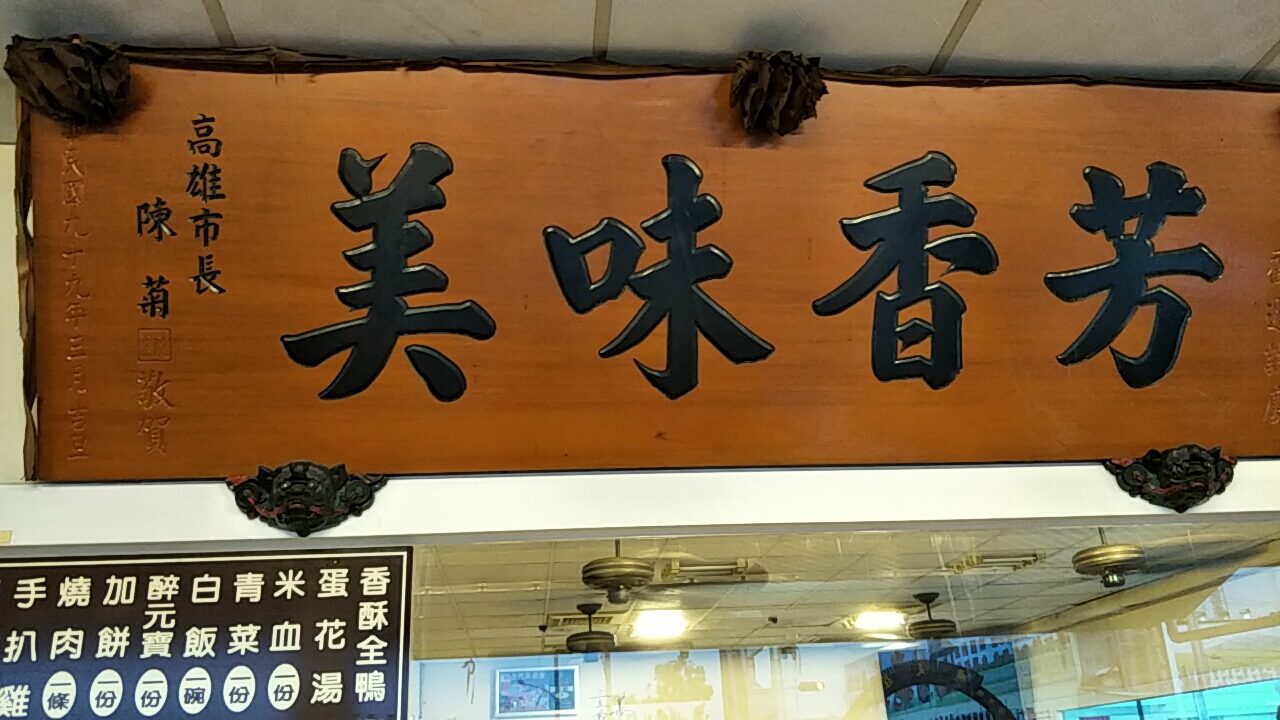 芳香味美
高雄市長
陳菊
敬賀
民國九十九年三月吉旦
香酥全鴨
蛋花湯
米血一份
青菜一份
白飯一碗
醉元寶一份
加餅一份
燒肉一條
手扒雞